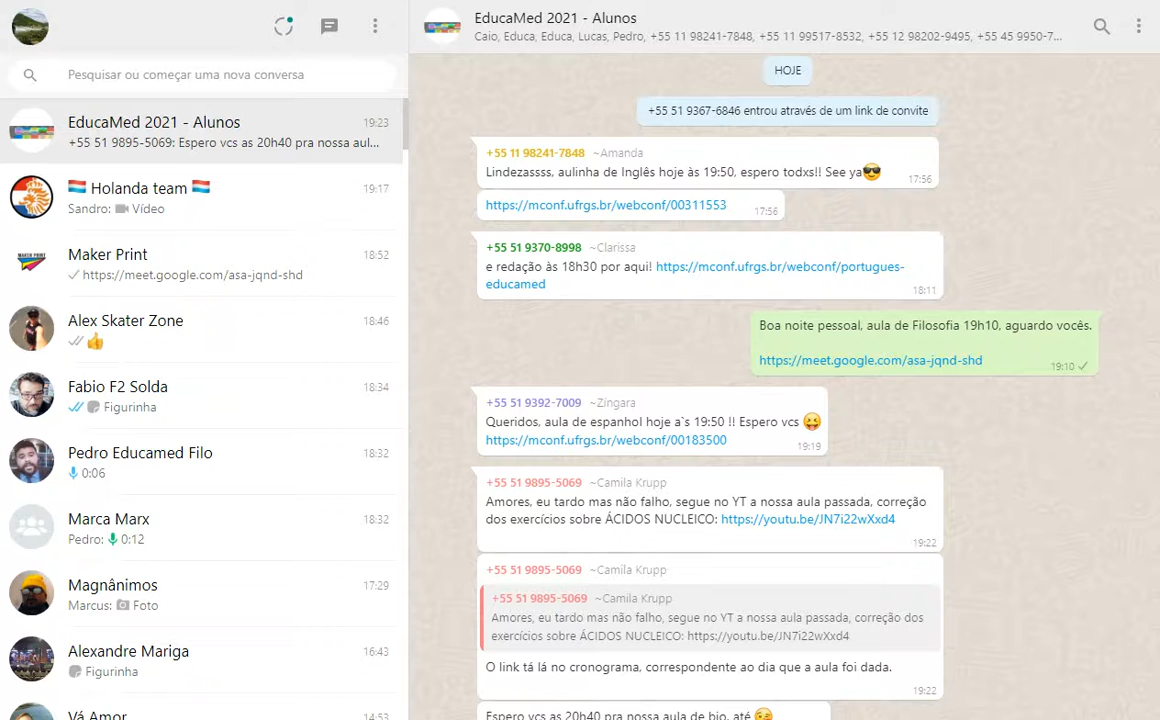 Pesquisar ou começar uma nova conversa
EducaMed 2021 - Alunos
19:23
+55 51 9895-5069: Espero vcs as 20h40 pra nossa aul...
Holanda team
19:17
Sandro: Vídeo
MAKER PRINT
Maker Print
18:52
https://meet.google.com/asa-jqnd-shd
Alex Skater Zone
18:46
👍
Fabio F2 Solda
18:34
Figurinha
Pedro Educamed Filo
18:32
0:06
Marca Marx
18:32
Pedro: 0:12
Magnânimos
17:29
Marcus: Foto
Alexandre Mariga
16:43
Figurinha
Vá Amor
14:53
EducaMed 2021 - Alunos
Caio, Educa, Educa, Lucas, Pedro, +55 11 98241-7848, +55 11 99517-8532, +55 12 98202-9495, +55 45 9950-7...
HOJE
+55 51 9367-6846 entrou através de um link de convite
+55 11 98241-7848 ~Amanda
Lindezassss, aulinha de Inglês hoje às 19:50, espero todxs!! See ya😎
17:56
https://mconf.ufrgs.br/webconf/00311553
17:56
+55 51 9370-8998 ~Clarissa
e redação às 18h30 por aqui! https://mconf.ufrgs.br/webconf/portugues-
educamed
18:11
Boa noite pessoal, aula de Filosofia 19h10, aguardo vocês.
https://meet.google.com/asa-jqnd-shd
19:10
+55 51 9392-7009 ~Zíngara
Queridos, aula de espanhol hoje a`s 19:50 !! Espero vcs 😝
https://mconf.ufrgs.br/webconf/00183500
19:19
+55 51 9895-5069 ~Camila Krupp
Amores, eu tardo mas não falho, segue no YT a nossa aula passada, correção
dos exercícios sobre ÁCIDOS NUCLEICO: https://youtu.be/JN7i22wXxd4
19:22
+55 51 9895-5069 ~Camila Krupp
+55 51 9895-5069 ~Camila Krupp
Amores, eu tardo mas não falho, segue no YT a nossa aula passada, correção dos
exercícios sobre ÁCIDOS NUCLEICO: https://youtu.be/JN7i22wXxd4
O link tá lá no cronograma, correspondente ao dia que a aula foi dada.
19:22
Espero vcs as 20h40 pra nossa aula de bio, até 😘